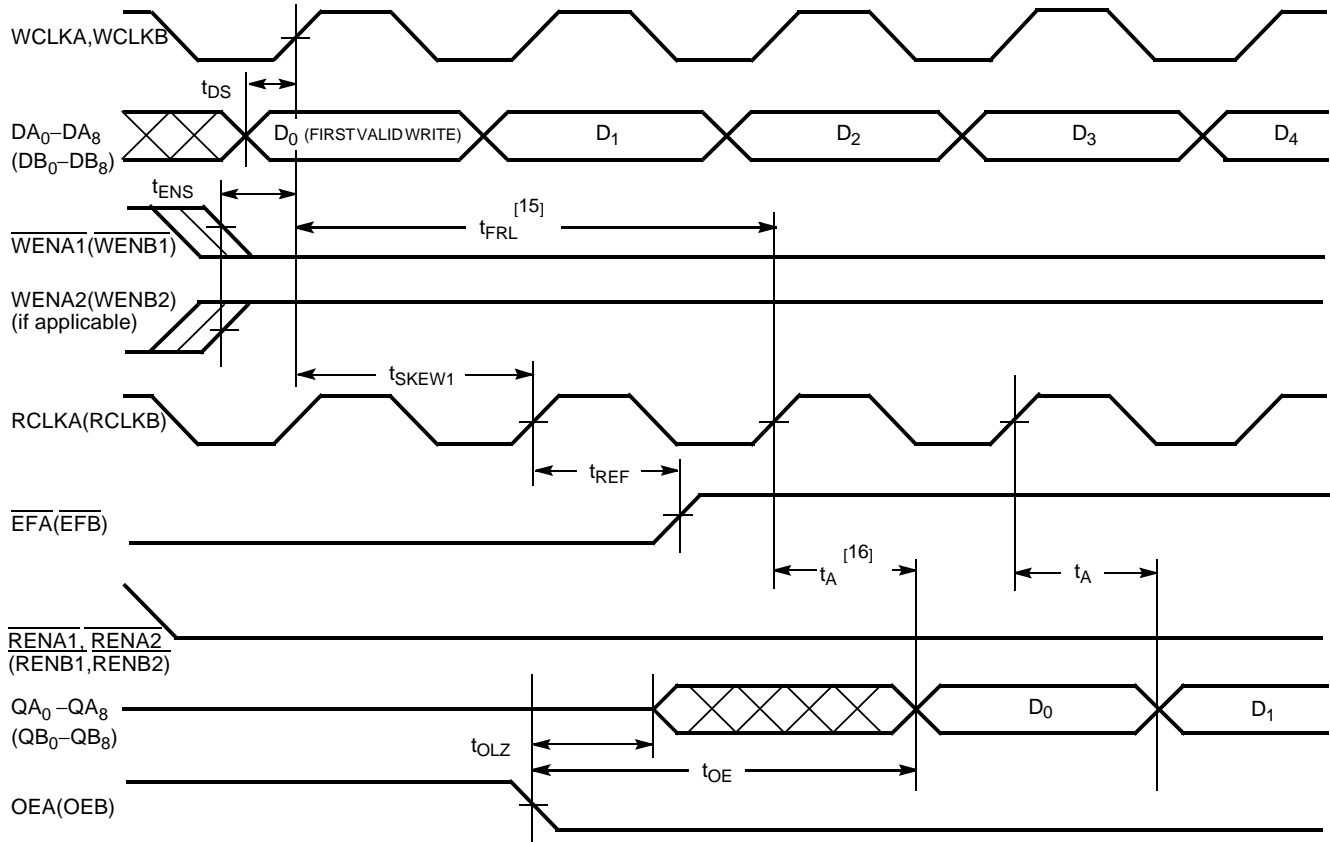 WCLKA,WCLKB
tDS
DA0–DA8
(DB0–DB8)
D0 (FIRST VALID WRITE)
D1
D2
D3
D4
tENS
WENA1(WENB1)
tFRL [15]
WENA2(WENB2)
(if applicable)
tSKEW1
RCLKA(RCLKB)
tREF
EFA(EFB)
tA [16]
tA
RENA1, RENA2
(RENB1,RENB2)
QA0 –QA8
(QB0–QB8)
D0
D1
tOLZ
tOE
OEA(OEB)